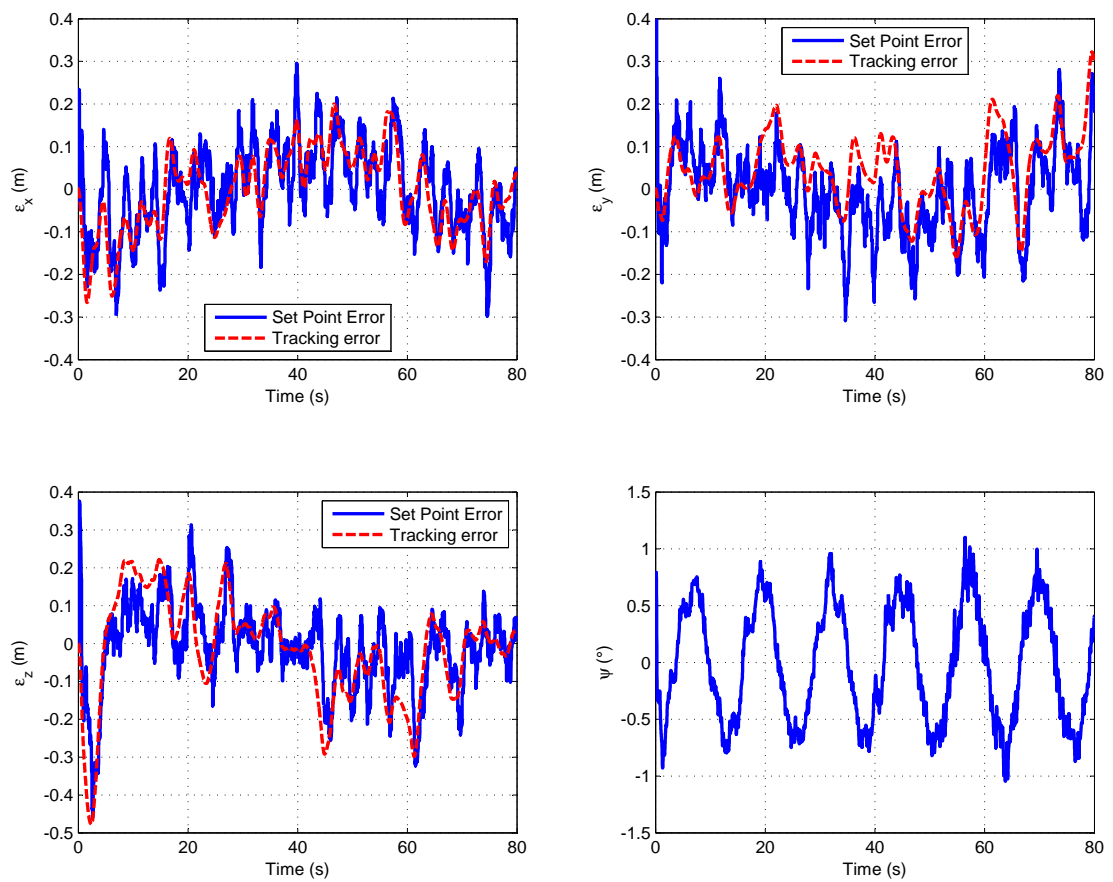 0.4
0.3
0.2
0.1
0
-0.1
-0.2
-0.3
-0.4
ε_x (m)
Set Point Error
Tracking error
0 20 40 60 80
Time (s)
0.4
0.3
0.2
0.1
0
-0.1
-0.2
-0.3
-0.4
ε_y (m)
Set Point Error
Tracking error
0 20 40 60 80
Time (s)
0.4
0.3
0.2
0.1
0
-0.1
-0.2
-0.3
-0.4
-0.5
ε_z (m)
Set Point Error
Tracking error
0 20 40 60 80
Time (s)
1.5
1
0.5
0
-0.5
-1
-1.5
ψ (°)
0 20 40 60 80
Time (s)